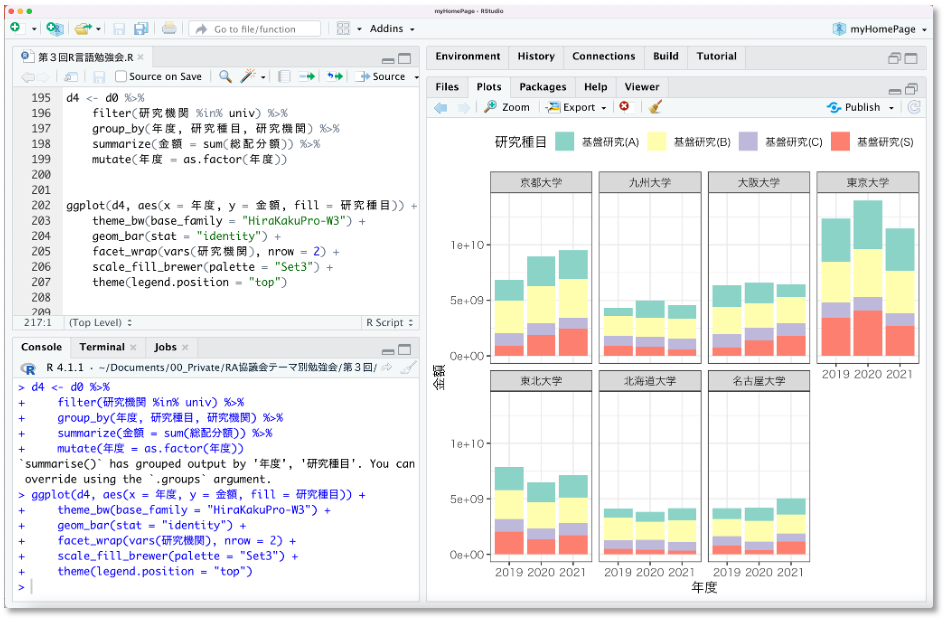 myHomePage - RStudio
Go to file/function
Addins
myHomePage
第３回R言語勉強会.R
Source on Save
Source
195 d4 <- d0 %>%
196 filter(研究機関 %in% univ) %>%
197 group_by(年度, 研究種目, 研究機関) %>%
198 summarize(金額 = sum(総配分額)) %>%
199 mutate(年度 = as.factor(年度))
200
201
202 ggplot(d4, aes(x = 年度, y = 金額, fill = 研究種目)) +
203 theme_bw(base_family = "HiraKakuPro-W3") +
204 geom_bar(stat = "identity") +
205 facet_wrap(vars(研究機関), nrow = 2) +
206 scale_fill_brewer(palette = "Set3") +
207 theme(legend.position = "top")
208
209
217:1 (Top Level) R Script
Console Terminal Jobs
R 4.1.1 · ~/Documents/00_Private/RA協議会テーマ別勉強会/第３回/
> d4 <- d0 %>%
+ filter(研究機関 %in% univ) %>%
+ group_by(年度, 研究種目, 研究機関) %>%
+ summarize(金額 = sum(総配分額)) %>%
+ mutate(年度 = as.factor(年度))
`summarise()` has grouped output by '年度', '研究種目'. You can
override using the `.groups` argument.
> ggplot(d4, aes(x = 年度, y = 金額, fill = 研究種目)) +
+ theme_bw(base_family = "HiraKakuPro-W3") +
+ geom_bar(stat = "identity") +
+ facet_wrap(vars(研究機関), nrow = 2) +
+ scale_fill_brewer(palette = "Set3") +
+ theme(legend.position = "top")
>
Environment History Connections Build Tutorial
Files Plots Packages Help Viewer
Zoom Export Publish
研究種目 基盤研究(A) 基盤研究(B) 基盤研究(C) 基盤研究(S)
京都大学 九州大学 大阪大学 東京大学
1e+10
5e+09
0e+00
2019 2020 2021
金額
東北大学 北海道大学 名古屋大学
1e+10
5e+09
0e+00
2019 2020 2021 2019 2020 2021 2019 2020 2021
年度